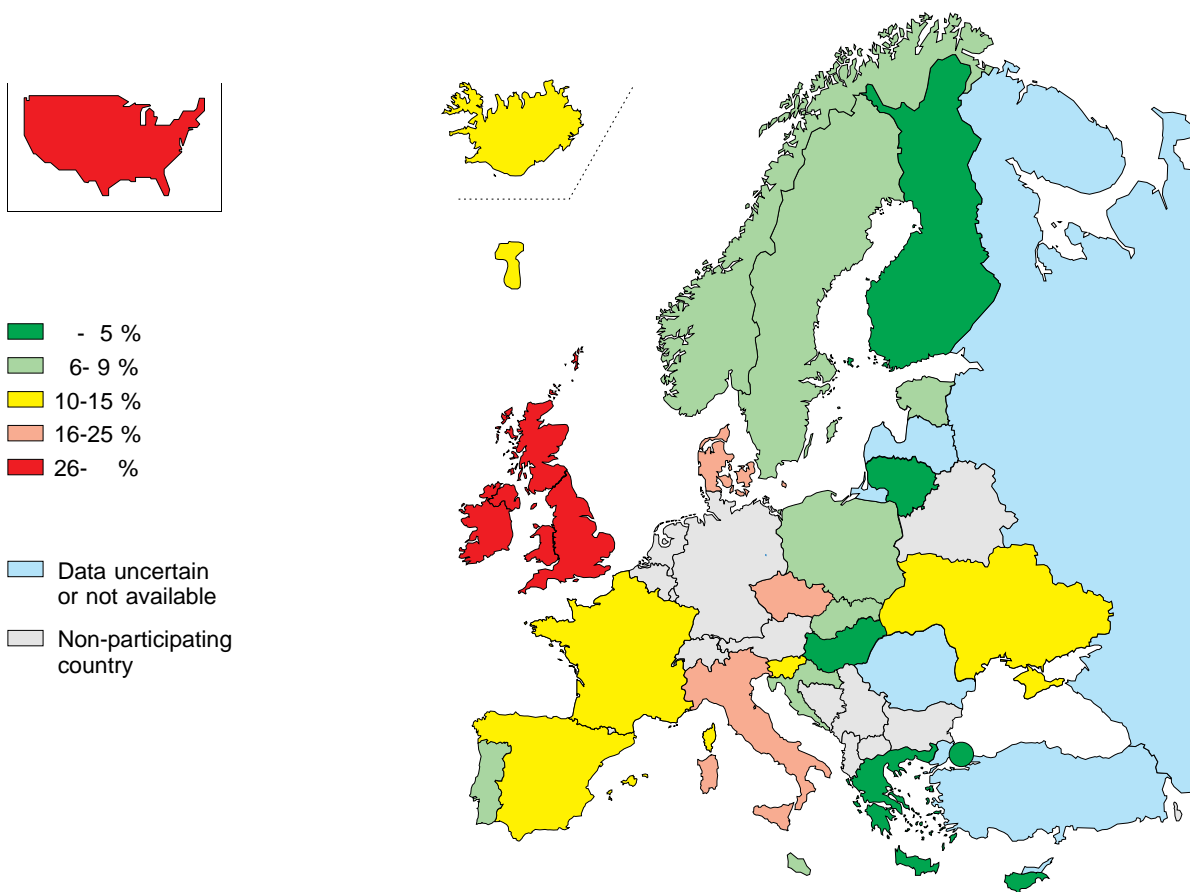 - 5 %
6- 9 %
10-15 %
16-25 %
26- %
Data uncertain
or not available
Non-participating
country